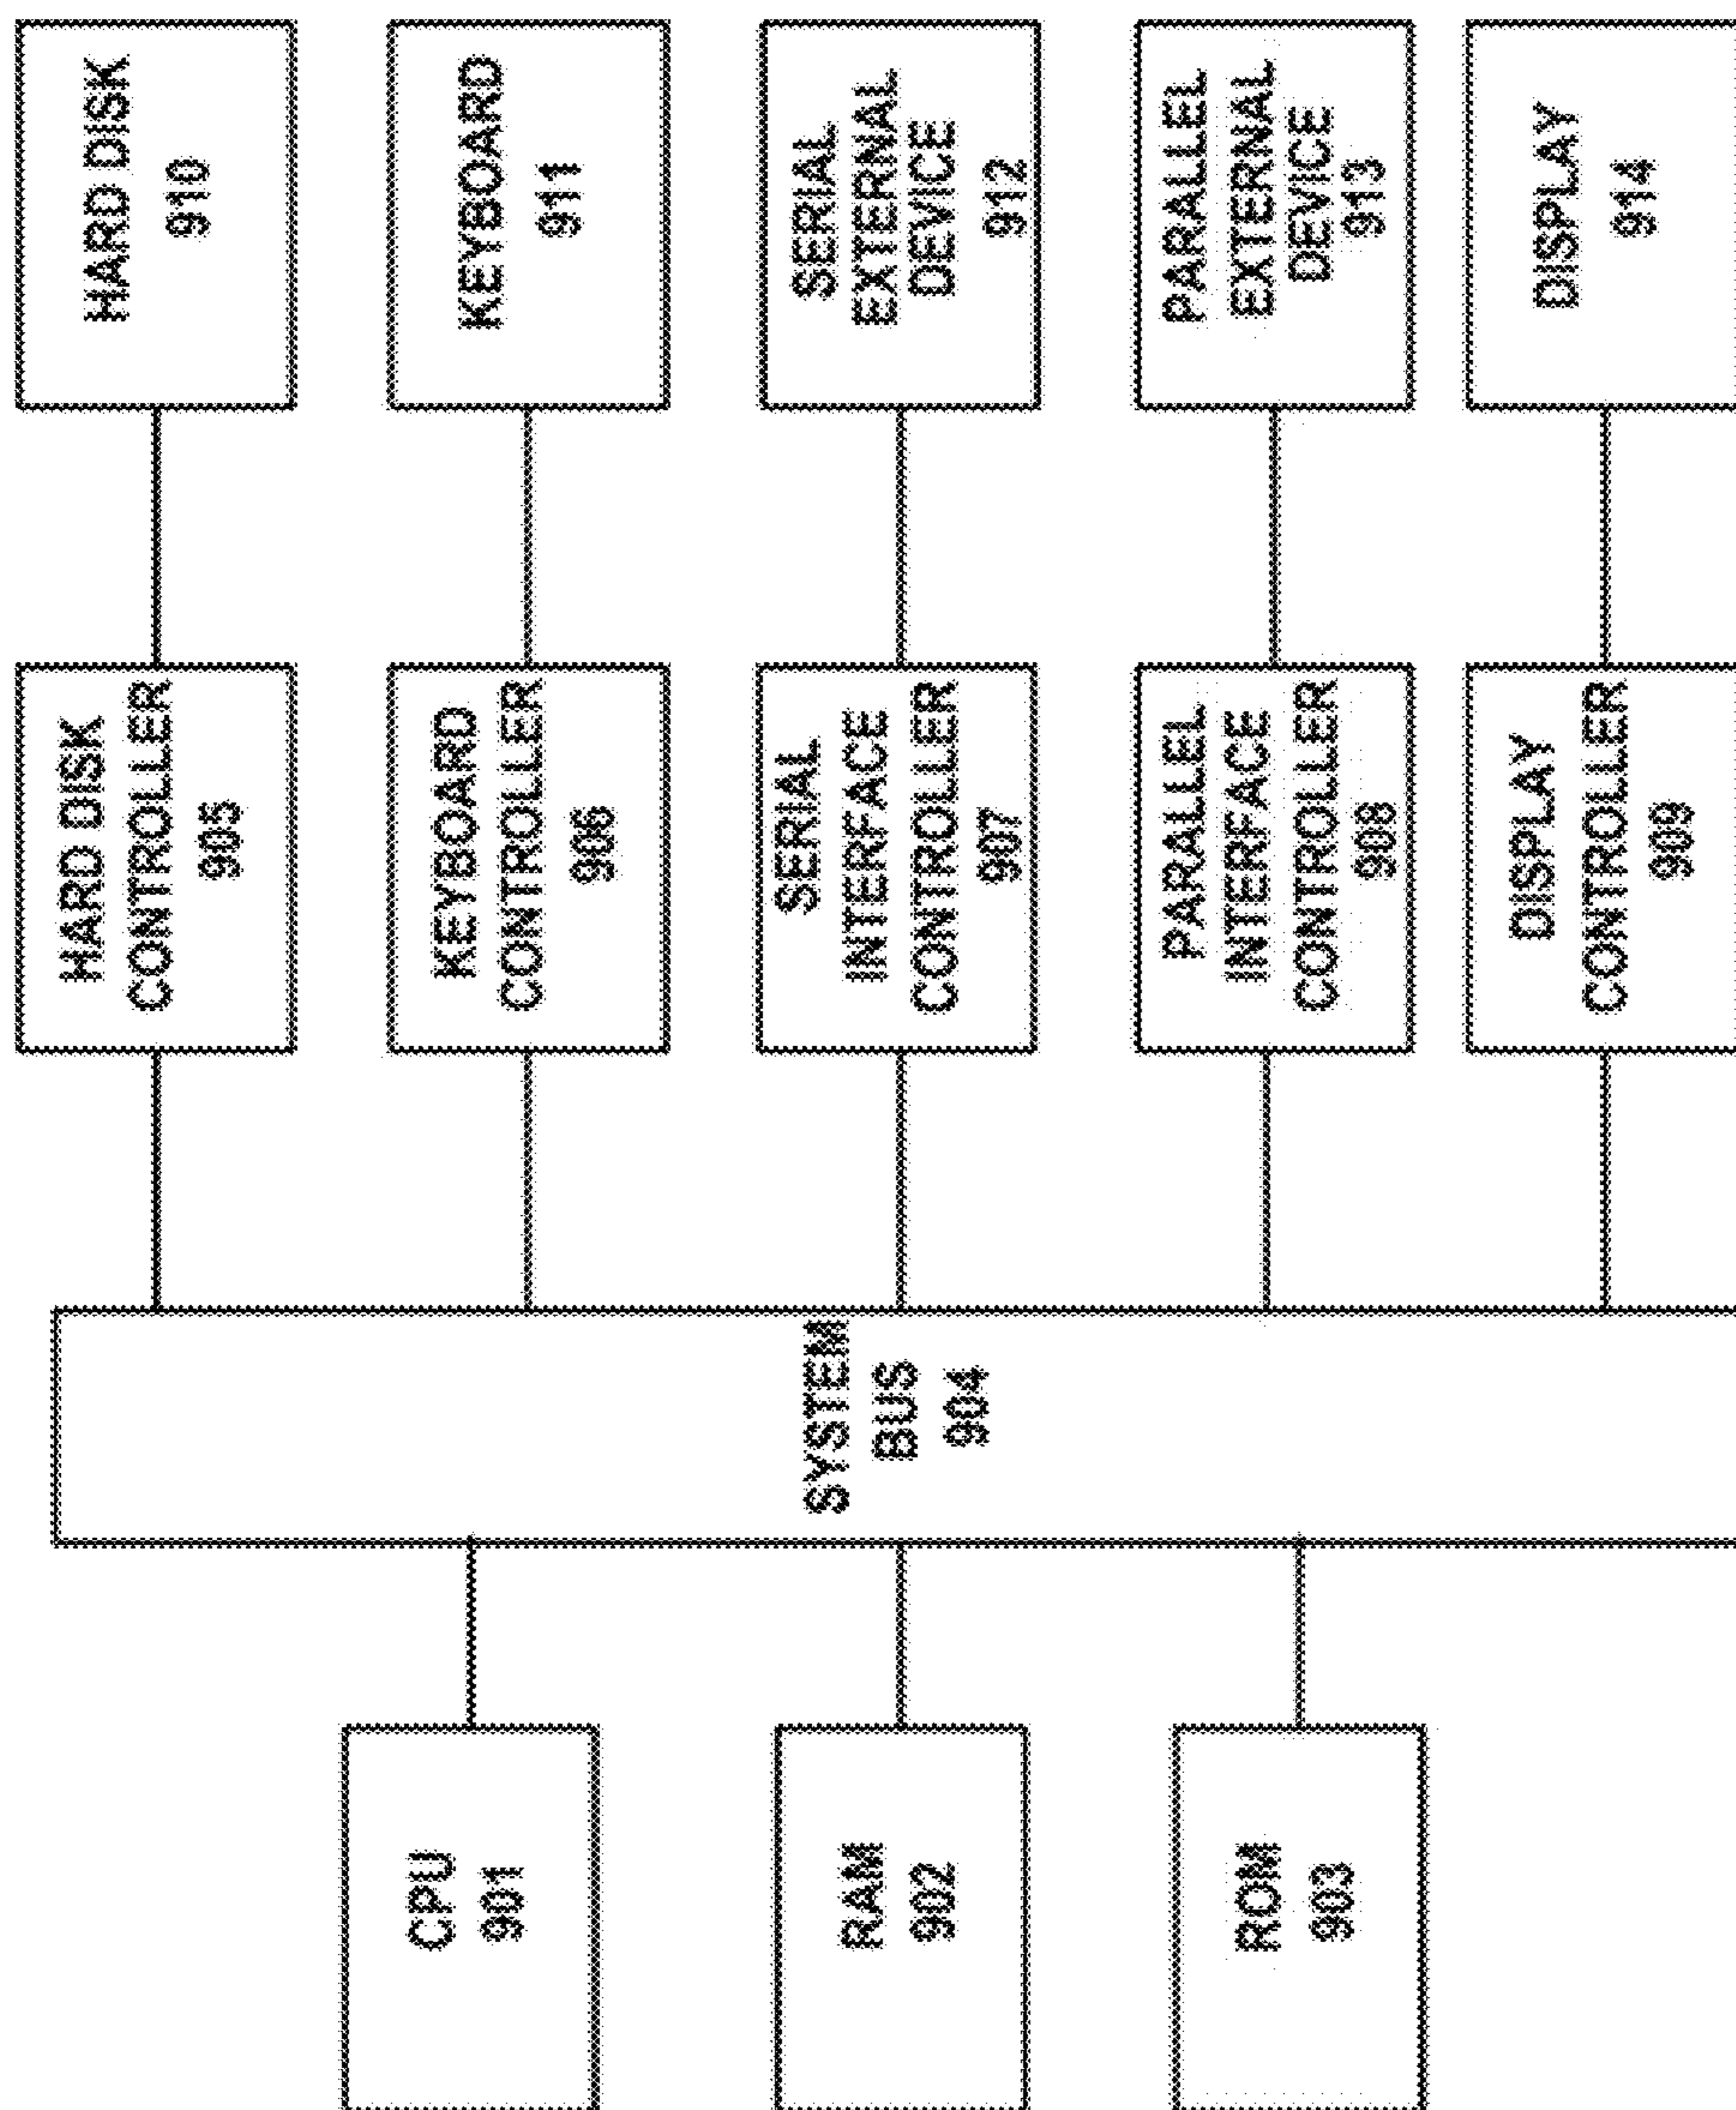 HARD DISK
910
KEYBOARD
911
SERIAL
EXTERNAL
DEVICE
912
PARALLEL
EXTERNAL
DEVICE
913
DISPLAY
914
HARD DISK
CONTROLLER
905
KEYBOARD
CONTROLLER
906
SERIAL
INTERFACE
CONTROLLER
907
PARALLEL
INTERFACE
CONTROLLER
908
DISPLAY
CONTROLLER
909
SYSTEM
BUS
904
CPU
901
RAM
902
ROM
903